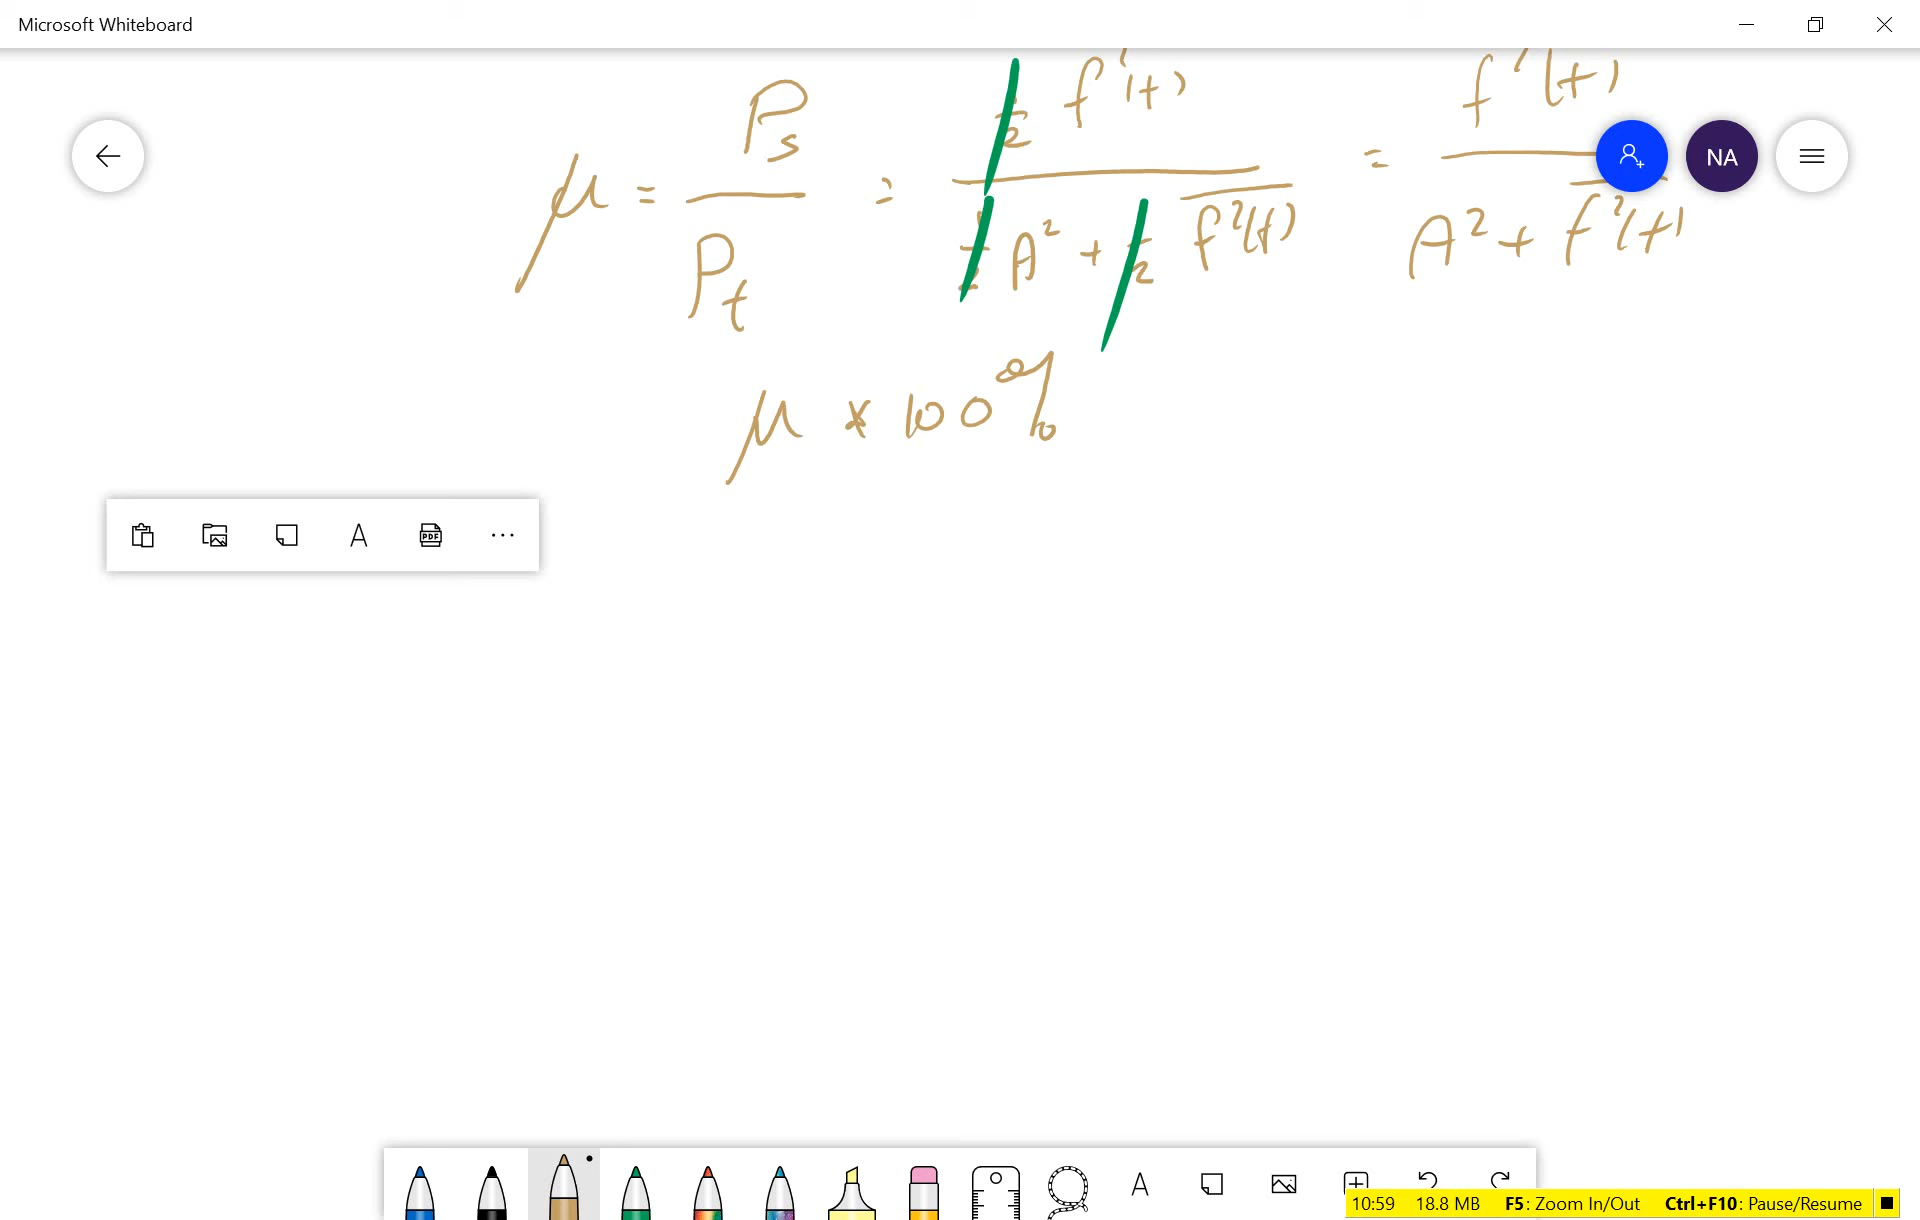 Microsoft Whiteboard
μ = Ps / Pt = ½ f²(t) / ½ A² + ½ f²(t) = f²(t) / A² + f²(t)
NA
μ * 100 %
PDF
A
A
10:59 18.8 MB F5: Zoom In/Out Ctrl+F10: Pause/Resume